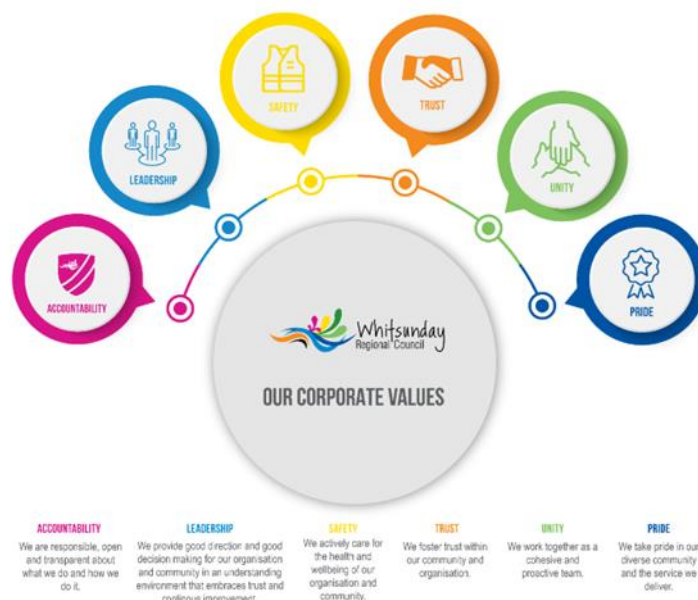 SAFETY
TRUST
LEADERSHIP
UNITY
ACCOUNTABILITY
PRIDE
Whitsunday
Regional Council
OUR CORPORATE VALUES
ACCOUNTABILITY
We are responsible, open
and transparent about
what we do and how we
do it.
LEADERSHIP
We provide good direction and good
decision making for our organisation
and community in an understanding
environment that embraces trust and
continous improvement
SAFETY
We actively care for
the health and
wellbeing of our
organisation and
community.
TRUST
We foster trust within
our community and
organisation.
UNITY
We work together as a
cohesive and
proactive team.
PRIDE
We take pride in our
diverse community
and the service we
deliver.